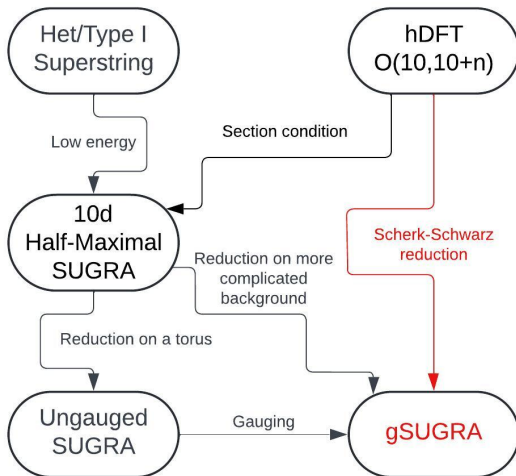 Het/Type I
Superstring
hDFT
O(10,10+n)
Low energy
Section condition
10d
Half-Maximal
SUGRA
Reduction on more
complicated
background
Scherk-Schwarz
reduction
Reduction on a torus
Ungauged
SUGRA
Gauging
gSUGRA